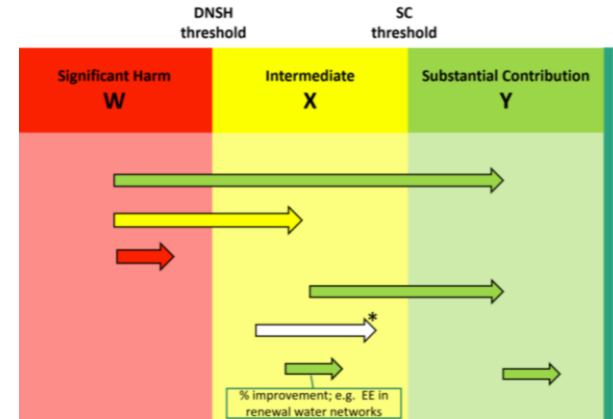 DNSH
threshold
SC
threshold
Significant Harm
W
Intermediate
X
Substantial Contribution
Y
*
% improvement; e.g. EE in
renewal water networks